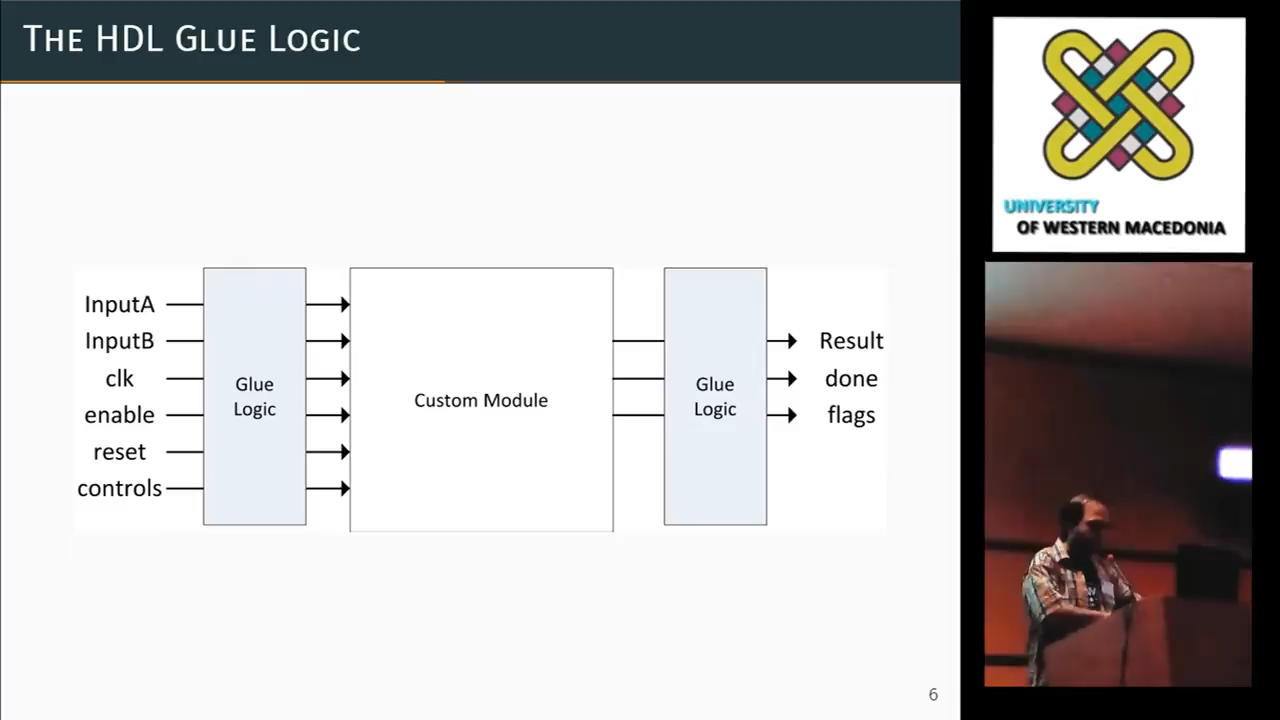 THE HDL GLUE LOGIC
InputA
InputB
clk
enable
reset
controls
Glue
Logic
Custom Module
Glue
Logic
Result
done
flags
6
UNIVERSITY
OF WESTERN MACEDONIA